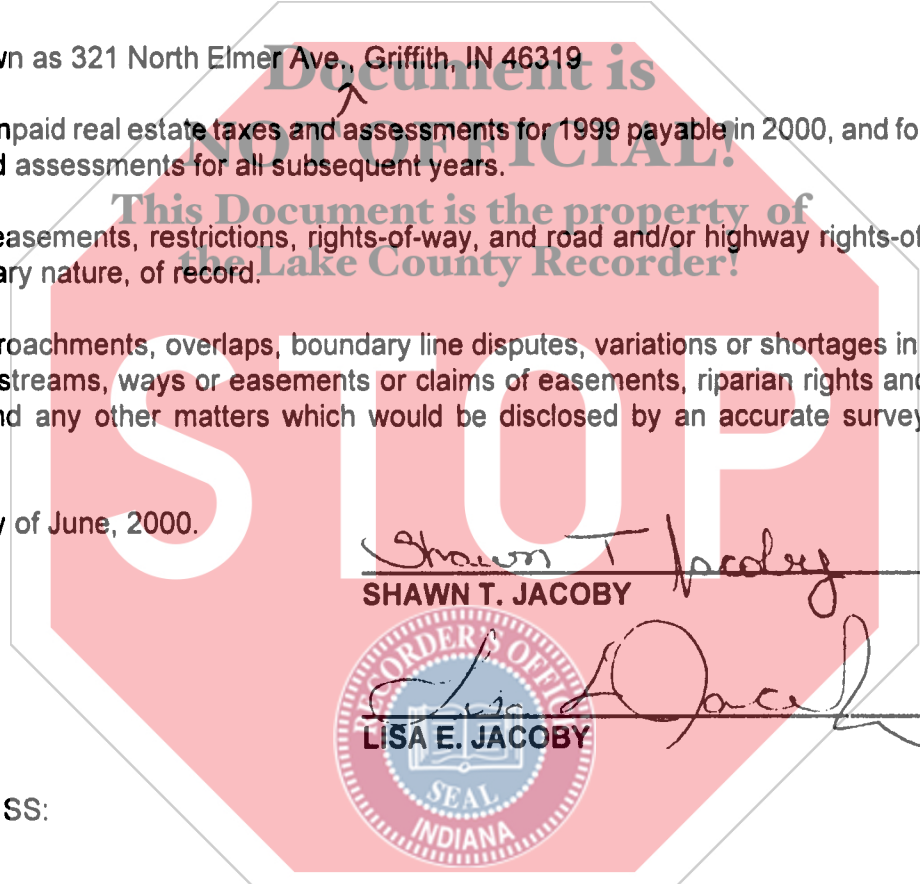 wn as 321 North Elmer Ave., Griffith, IN 46319
Document is
npaid real estate taxes and assessments for 1999 payable in 2000, and fo
NOT OFFICIAL!
d assessments for all subsequent years.
This Document is the property of
easements, restrictions, rights-of-way, and road and/or highway rights-of
the Lake County Recorder!
ary nature, of record.
roachments, overlaps, boundary line disputes, variations or shortages in
streams, ways or easements or claims of easements, riparian rights and
nd any other matters which would be disclosed by an accurate survey
STOP
y of June, 2000.
Shawn T Jacoby
SHAWN T. JACOBY
Lisa E Jacob
LISA E. JACOBY
RECORDER'S OFFICE
SEAL
INDIANA
SS: